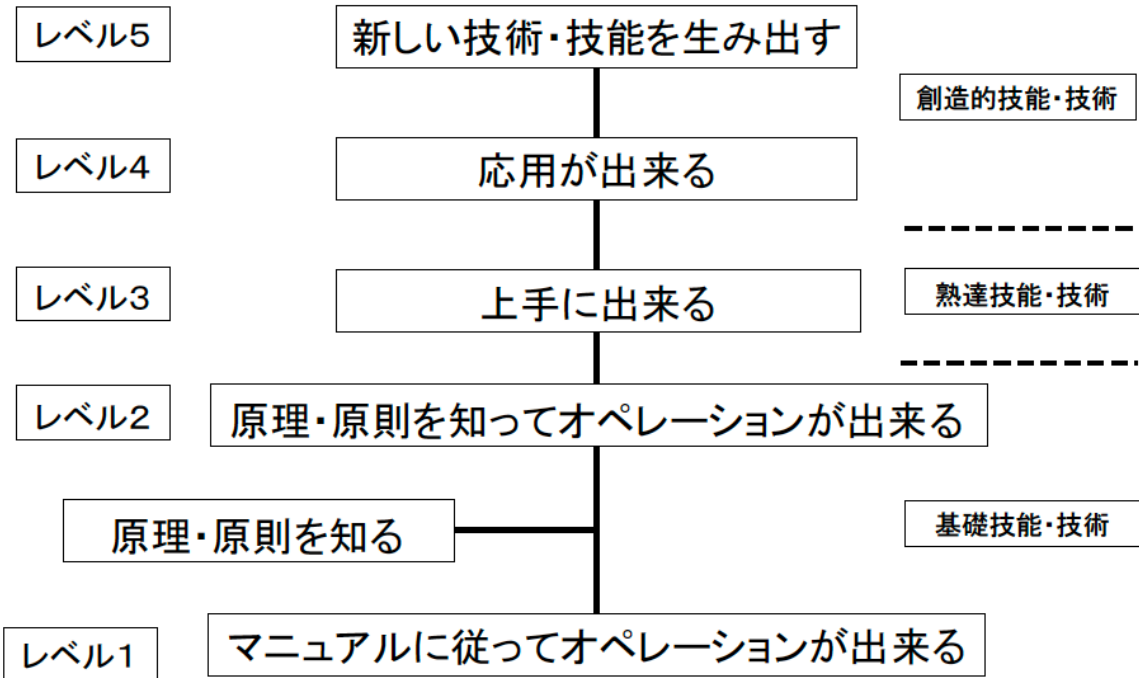 レベル5
新しい技術・技能を生み出す
創造的技能・技術
レベル4
応用が出来る
レベル3
上手に出来る
熟達技能・技術
レベル2
原理・原則を知ってオペレーションが出来る
原理・原則を知る
基礎技能・技術
レベル1
マニュアルに従ってオペレーションが出来る